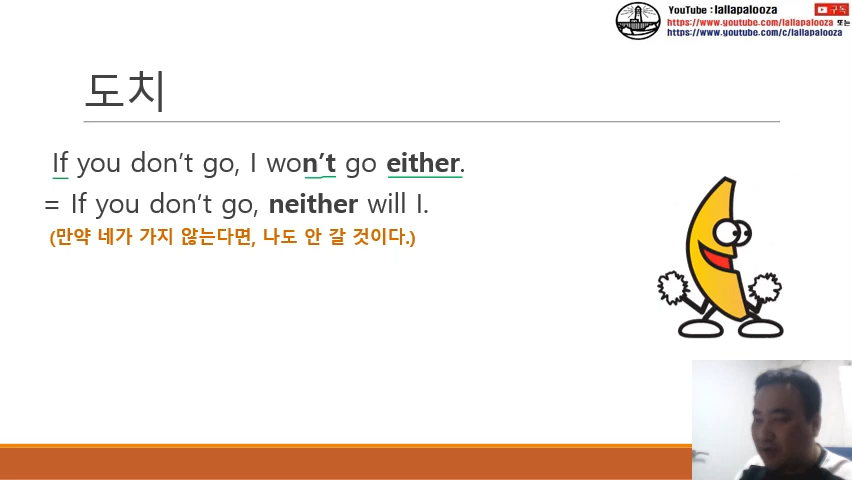 YouTube : lallapalooza
구독
https://www.youtube.com/lallapalooza 또는
https://www.youtube.com/c/lallapalooza
도치
If you don’t go, I won’t go either.
= If you don’t go, neither will I.
(만약 네가 가지 않는다면, 나도 안 갈 것이다.)